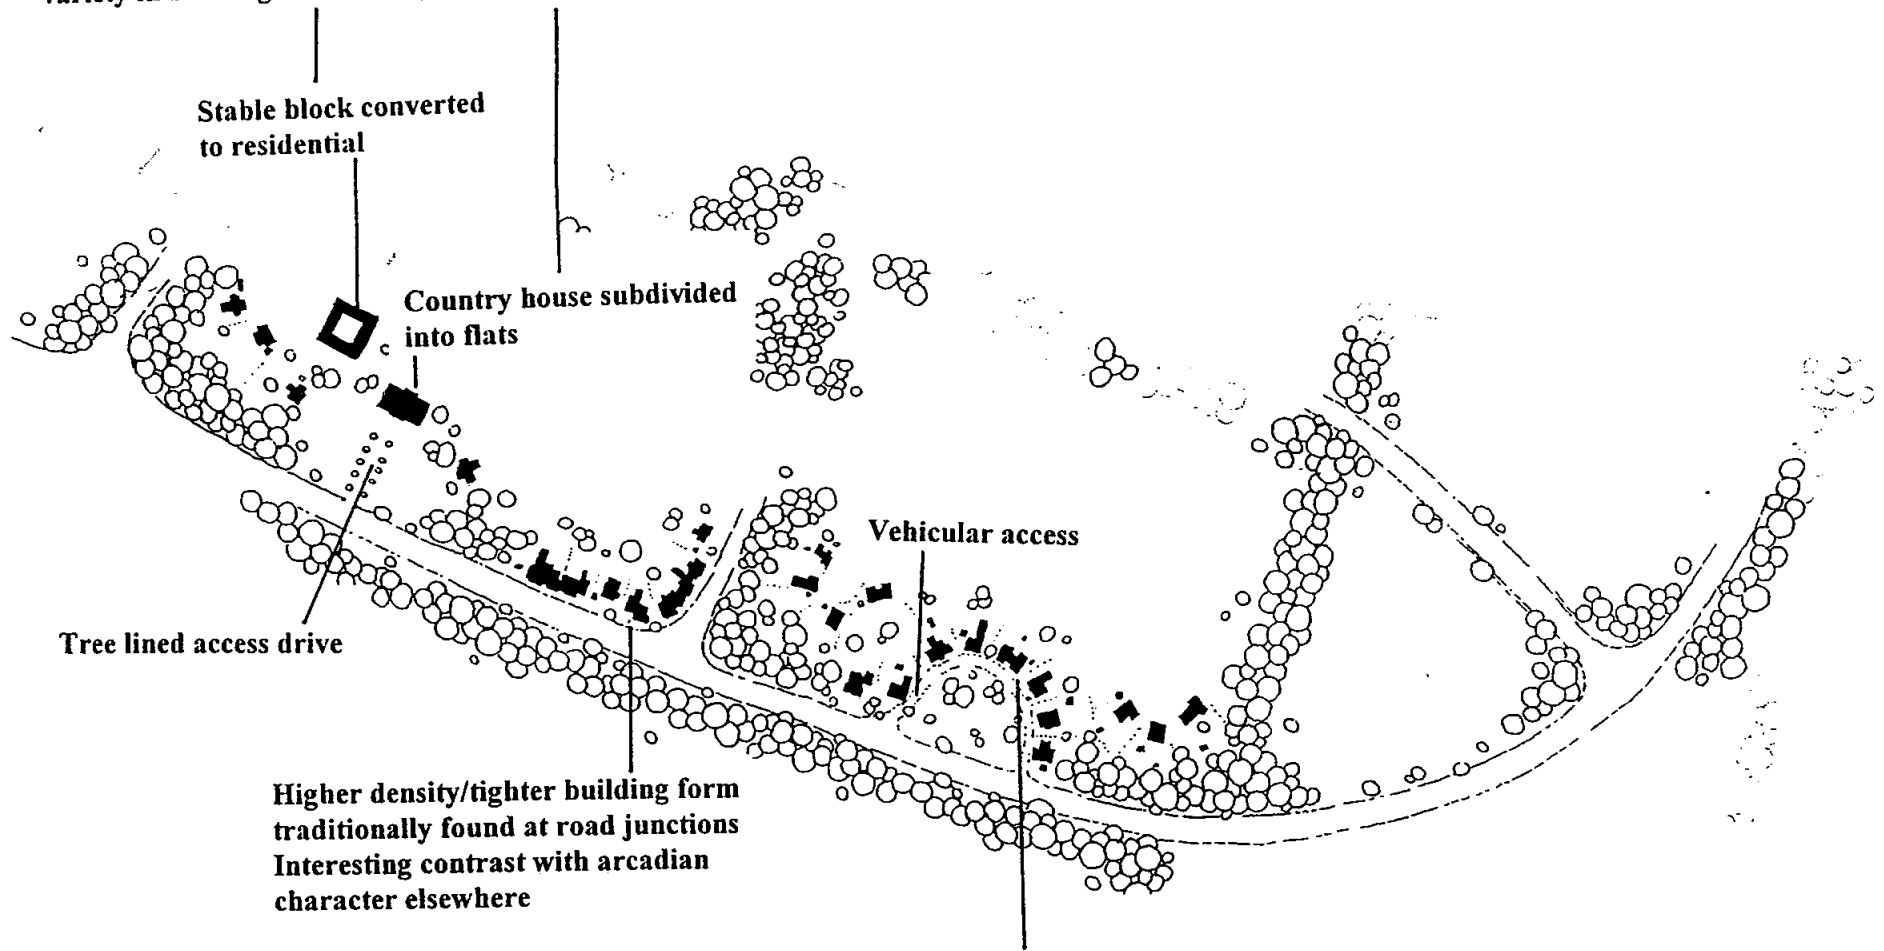 Stable block converted
to residential
Country house subdivided
into flats
Vehicular access
Tree lined access drive
Higher density/tighter building form
traditionally found at road junctions
Interesting contrast with arcadian
character elsewhere